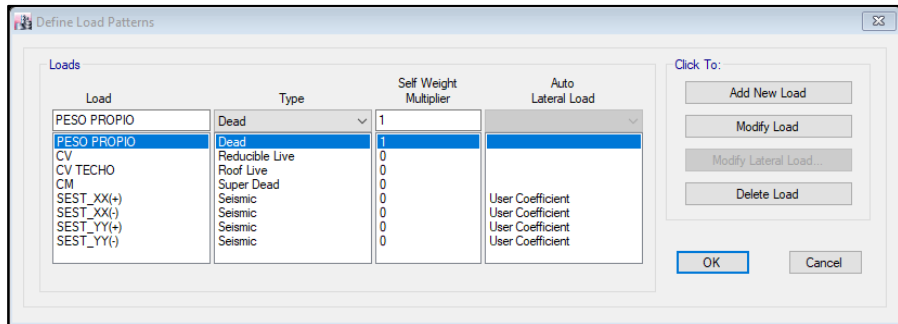 Define Load Patterns
Loads
Click To:
Load
Type
Self Weight
Multiplier
Auto
Lateral Load
PESO PROPIO Dead 1
PESO PROPIO Dead 1
CV Reducible Live 0
CV TECHO Roof Live 0
CM Super Dead 0
SEST_XX(+) Seismic 0 User Coefficient
SEST_XX(-) Seismic 0 User Coefficient
SEST_YY(+) Seismic 0 User Coefficient
SEST_YY(-) Seismic 0 User Coefficient
Add New Load
Modify Load
Modify Lateral Load...
Delete Load
OK
Cancel